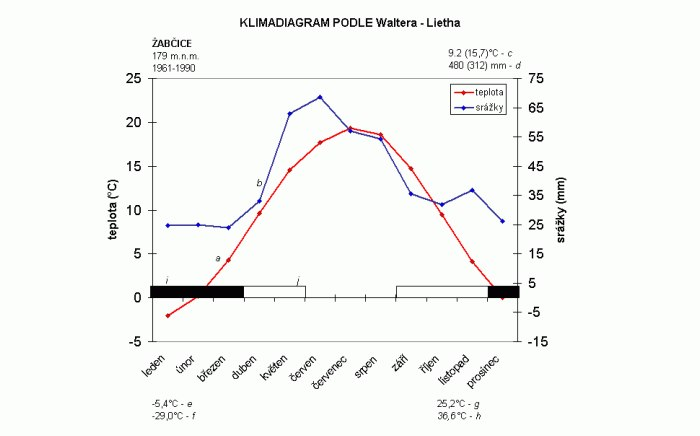 KLIMADIAGRAM PODLE Waltera - Lietha
ŽABČICE
179 m.n.m.
1961-1990
9.2 (15,7)°C - c
480 (312) mm - d
teplota
srážky
25
20
15
10
5
0
-5
teplota (°C)
75
65
55
45
35
25
15
5
-5
-15
srážky (mm)
b
a
i
j
leden
únor
březen
duben
květen
červen
červenec
srpen
září
říjen
listopad
prosinec
-5,4°C - e
-29,0°C - f
25,2°C - g
36,6°C - h